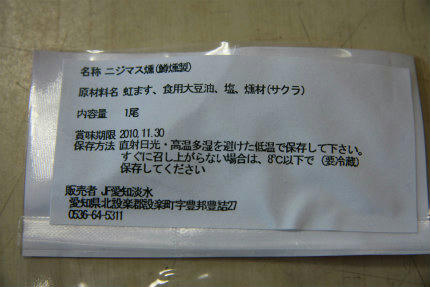 名称 ニジマス燻(鱒燻製)
原材料名 虹ます、食用大豆油、塩、燻材(サクラ)
内容量 1尾
賞味期限 2010.11.30
保存方法 直射日光・高温多湿を避けた低温で保存して下さい。
すぐに召し上がらない場合は、8℃以下で(要冷蔵)
保存してください
販売者 JF愛知淡水
愛知県北設楽郡設楽町字豊邦豊詰27
0536-64-5311